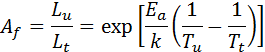 A_f = L_u / L_t = exp [ E_a / k ( 1 / T_u − 1 / T_t ) ]